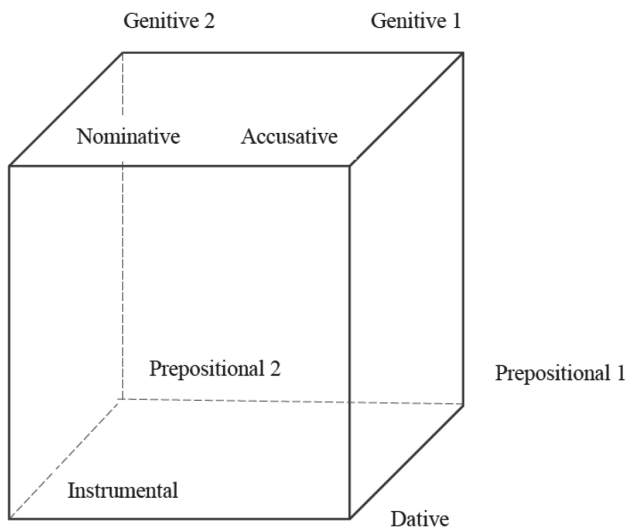 Genitive 2
Genitive 1
Nominative
Accusative
Prepositional 2
Prepositional 1
Instrumental
Dative